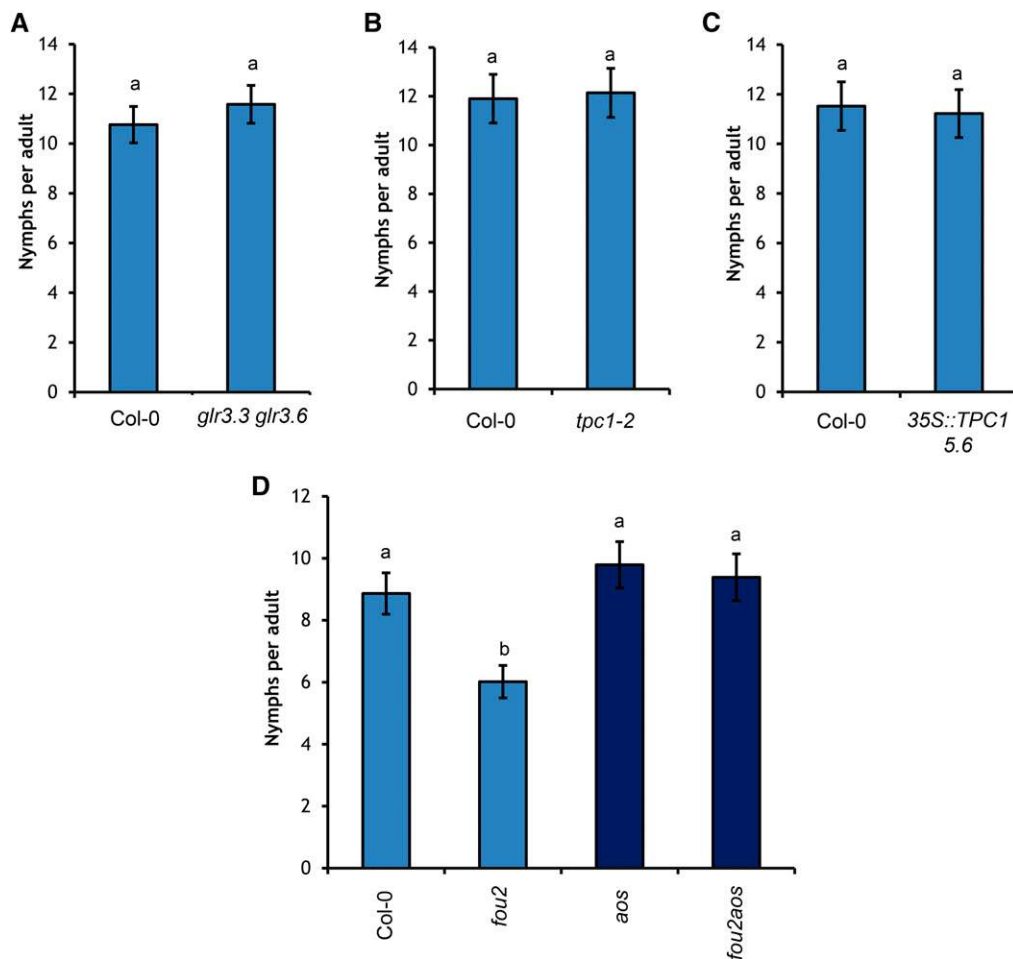 A
Nymphs per adult
14
12
10
8
6
4
2
0
a
a
Col-0
glr3.3 glr3.6
B
Nymphs per adult
14
12
10
8
6
4
2
0
a
a
Col-0
tpc1-2
C
Nymphs per adult
14
12
10
8
6
4
2
0
a
a
Col-0
35S::TPC1
5.6
D
Nymphs per adult
12
10
8
6
4
2
0
a
b
a
a
Col-0
fou2
aos
fou2aos